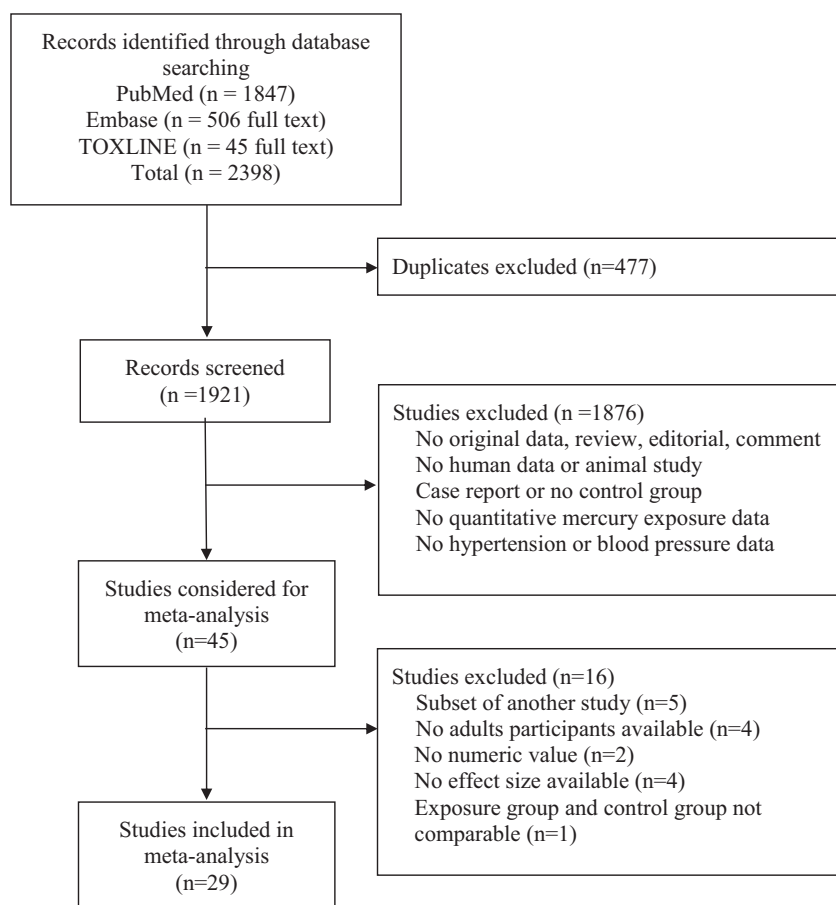 Records identified through database
searching
PubMed (n = 1847)
Embase (n = 506 full text)
TOXLINE (n = 45 full text)
Total (n = 2398)
Duplicates excluded (n=477)
Records screened
(n =1921)
Studies excluded (n =1876)
No original data, review, editorial, comment
No human data or animal study
Case report or no control group
No quantitative mercury exposure data
No hypertension or blood pressure data
Studies considered for
meta-analysis
(n=45)
Studies excluded (n=16)
Subset of another study (n=5)
No adults participants available (n=4)
No numeric value (n=2)
No effect size available (n=4)
Exposure group and control group not
comparable (n=1)
Studies included in
meta-analysis
(n=29)